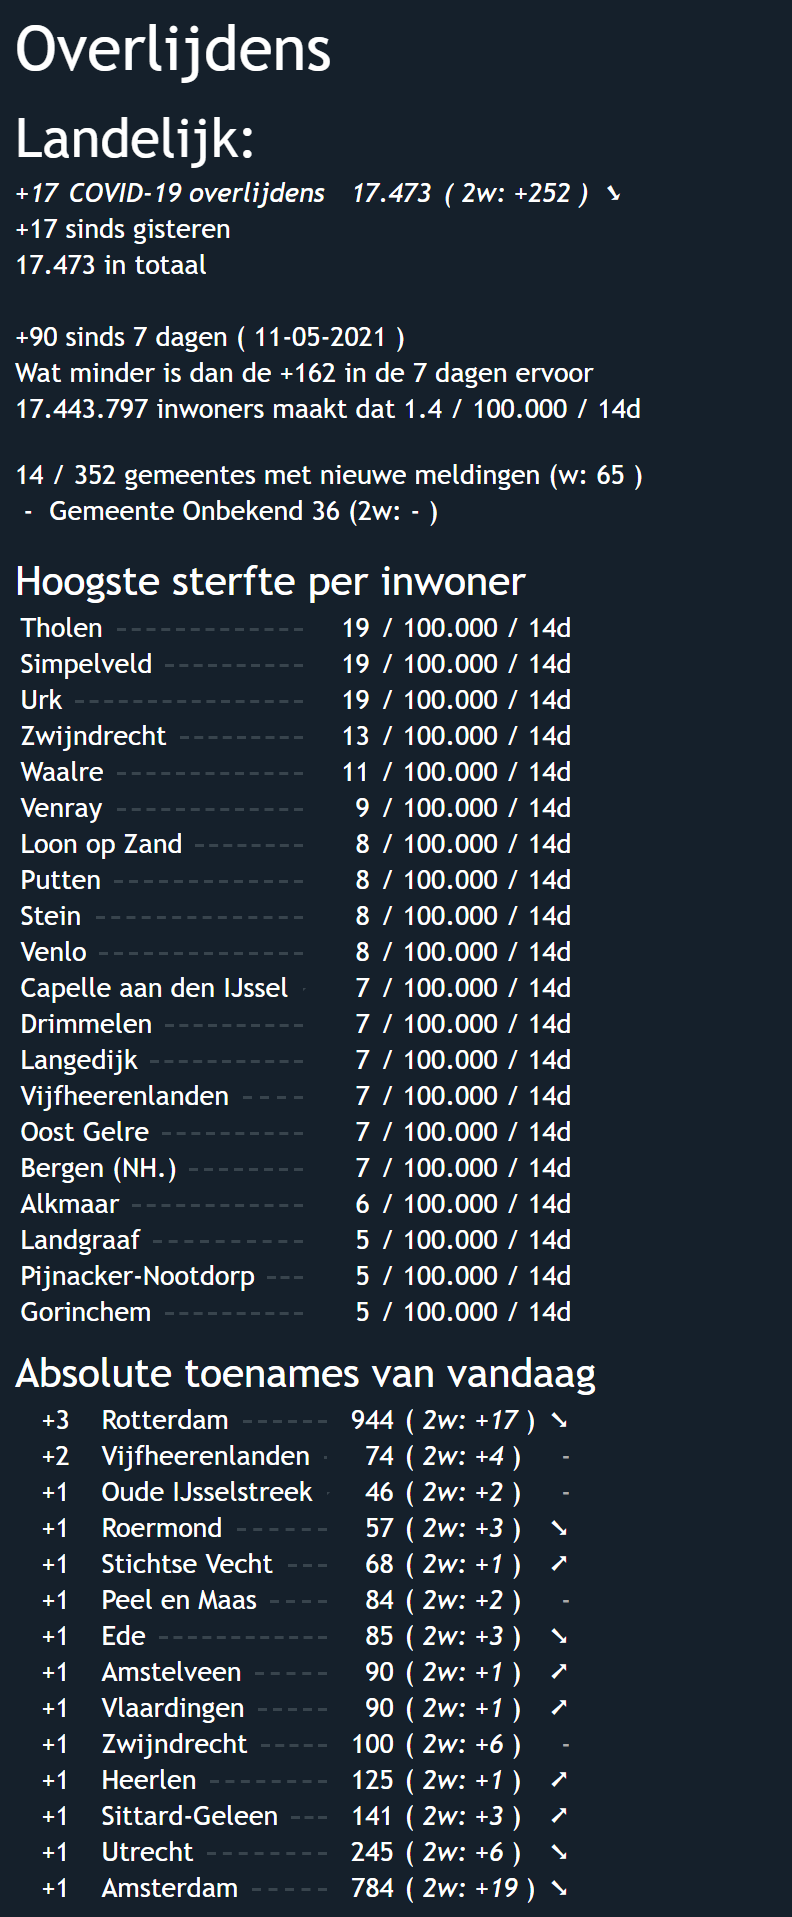 Overlijdens
Landelijk:
+17 COVID-19 overlijdens 17.473 ( 2w: +252 ) ➘
+17 sinds gisteren
17.473 in totaal
+90 sinds 7 dagen ( 11-05-2021 )
Wat minder is dan de +162 in de 7 dagen ervoor
17.443.797 inwoners maakt dat 1.4 / 100.000 / 14d
14 / 352 gemeentes met nieuwe meldingen (w: 65 )
- Gemeente Onbekend 36 (2w: - )
Hoogste sterfte per inwoner
Tholen ------------- 19 / 100.000 / 14d
Simpelveld ---------- 19 / 100.000 / 14d
Urk ---------------- 19 / 100.000 / 14d
Zwijndrecht --------- 13 / 100.000 / 14d
Waalre ------------- 11 / 100.000 / 14d
Venray ------------- 9 / 100.000 / 14d
Loon op Zand -------- 8 / 100.000 / 14d
Putten ------------- 8 / 100.000 / 14d
Stein --------------- 8 / 100.000 / 14d
Venlo -------------- 8 / 100.000 / 14d
Capelle aan den IJssel - 7 / 100.000 / 14d
Drimmelen ---------- 7 / 100.000 / 14d
Langedijk ----------- 7 / 100.000 / 14d
Vijfheerenlanden ---- 7 / 100.000 / 14d
Oost Gelre ---------- 7 / 100.000 / 14d
Bergen (NH.) -------- 7 / 100.000 / 14d
Alkmaar ------------ 6 / 100.000 / 14d
Landgraaf ----------- 5 / 100.000 / 14d
Pijnacker-Nootdorp --- 5 / 100.000 / 14d
Gorinchem ---------- 5 / 100.000 / 14d
Absolute toenames van vandaag
+3 Rotterdam ------ 944 ( 2w: +17 ) ➘
+2 Vijfheerenlanden - 74 ( 2w: +4 ) -
+1 Oude IJsselstreek - 46 ( 2w: +2 ) -
+1 Roermond ------ 57 ( 2w: +3 ) ➘
+1 Stichtse Vecht --- 68 ( 2w: +1 ) ➚
+1 Peel en Maas ---- 84 ( 2w: +2 ) -
+1 Ede ------------ 85 ( 2w: +3 ) ➘
+1 Amstelveen ----- 90 ( 2w: +1 ) ➚
+1 Vlaardingen ----- 90 ( 2w: +1 ) ➚
+1 Zwijndrecht ----- 100 ( 2w: +6 ) -
+1 Heerlen -------- 125 ( 2w: +1 ) ➚
+1 Sittard-Geleen --- 141 ( 2w: +3 ) ➚
+1 Utrecht -------- 245 ( 2w: +6 ) ➘
+1 Amsterdam ----- 784 ( 2w: +19 ) ➘